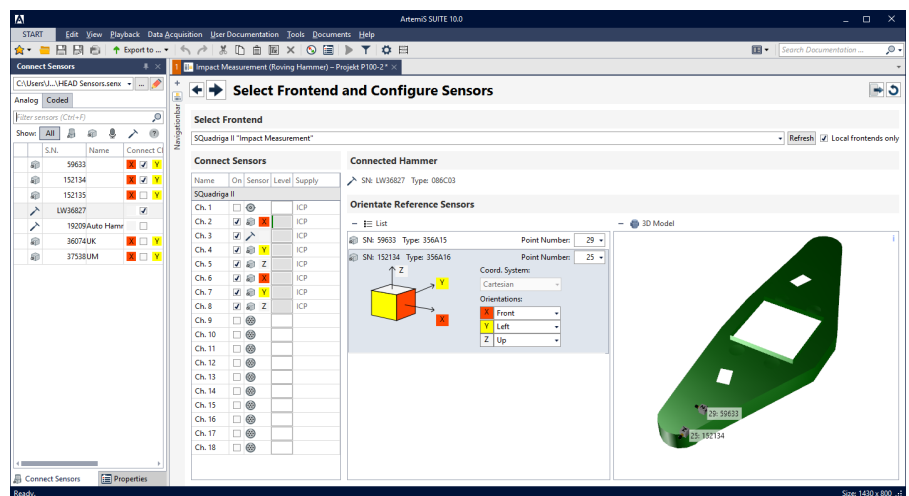 ArtemiS SUITE 10.0
START Edit View Playback Data Acquisition User Documentation Tools Documents Help
Export to ... Search Documentation ...
Connect Sensors
1 Impact Measurement (Roving Hammer) – Projekt P100-2*
C:\Users\J...\HEAD Sensors.senx ...
Analog Coded
Filter sensors (Ctrl+F)
Show: All
S.N. Name Connect Cl
59633 X Y
152134 X Y
152135 X Y
LW36827
19209 Auto Hamr
36074 UK X Y
37538 UM X Y
Connect Sensors Properties
Navigationbar
Select Frontend and Configure Sensors
Select Frontend
SQuadriga II "Impact Measurement" Refresh Local frontends only
Connect Sensors
Name On Sensor Level Supply
SQuadriga II
Ch. 1 ICP
Ch. 2 X ICP
Ch. 3 ICP
Ch. 4 Y ICP
Ch. 5 Z ICP
Ch. 6 X ICP
Ch. 7 Y ICP
Ch. 8 Z ICP
Ch. 9
Ch. 10
Ch. 11
Ch. 12
Ch. 13
Ch. 14
Ch. 15
Ch. 16
Ch. 17
Ch. 18
Connected Hammer
SN: LW36827 Type: 086C03
Orientate Reference Sensors
List
SN: 59633 Type: 356A15 Point Number: 29
SN: 152134 Type: 356A16 Point Number: 25
Z
Y
X
Coord. System:
Cartesian
Orientations:
X Front
Y Left
Z Up
3D Model
i
29: 59633
25: 152134
Ready. Size: 1430 x 800